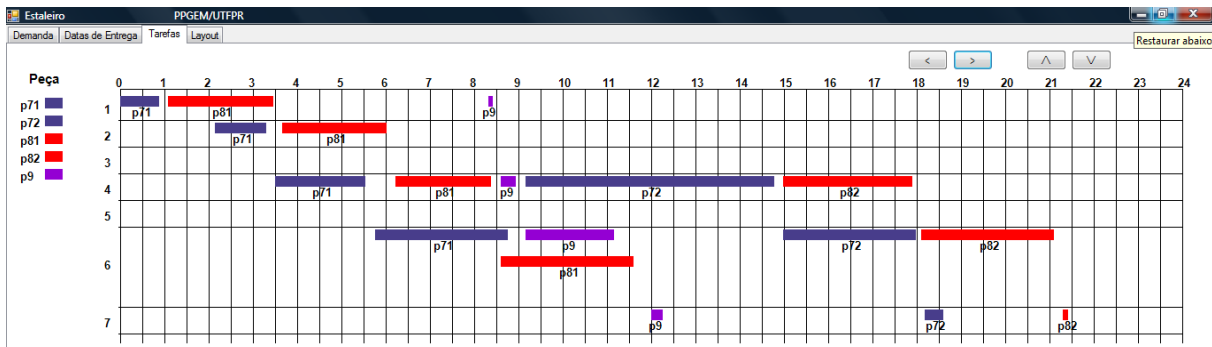 Estaleiro PPGEM/UTFPR
Demanda Datas de Entrega Tarefas Layout
Restaurar abaixo
< > /\ \/
Peça
0 1 2 3 4 5 6 7 8 9 10 11 12 13 14 15 16 17 18 19 20 21 22 23 24
p71
p72
p81
p82
p9
1 p71 p81 p9
2 p71 p81
3
4 p71 p81 p9 p72 p82
5
p71 p9 p72 p82
6 p81
7 p9 p72 p82